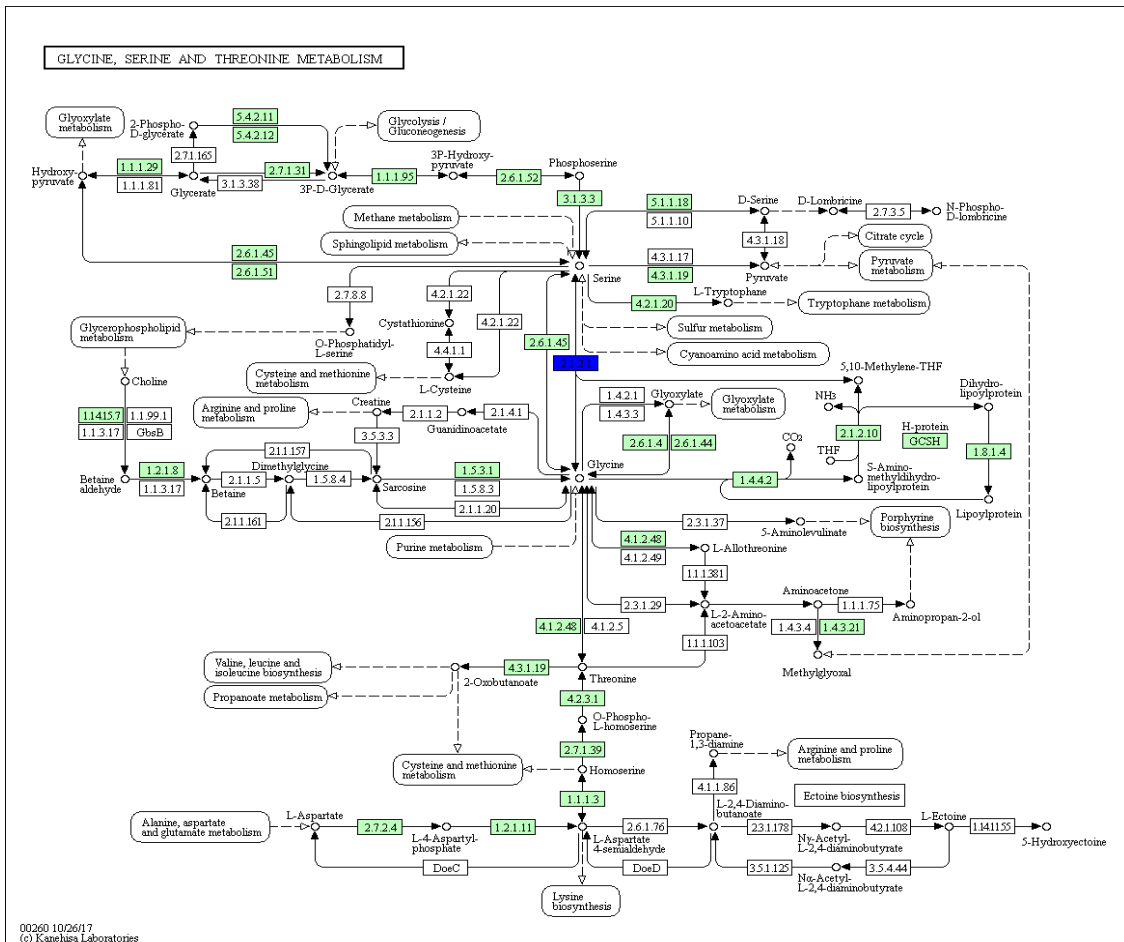 GLYCINE, SERINE AND THREONINE METABOLISM
Glyoxylate
metabolism
2-Phospho-
D-glycerate
5.4.2.11
5.4.2.12
Glycolysis /
Gluconeogenesis
2.7.1.165
Hydroxy-
pyruvate
1.1.1.29
1.1.1.81
Glycerate
2.7.1.31
3.1.3.38
3P-D-Glycerate
1.1.1.95
3P-Hydroxy-
pyruvate
2.6.1.52
Phosphoserine
3.1.3.3
Methane metabolism
Sphingolipid metabolism
5.1.1.18
5.1.1.10
D-Serine
D-Lombricine
2.7.3.5
N-Phospho-
D-lombricine
4.3.1.18
Citrate cycle
2.6.1.45
2.6.1.51
Serine
4.3.1.17
4.3.1.19
Pyruvate
Pyruvate
metabolism
2.7.8.8
4.2.1.22
4.2.1.22
4.2.1.20
L-Tryptophane
Tryptophane metabolism
Glycerophospholipid
metabolism
O-Phosphatidyl-
L-serine
Cystathionine
4.4.1.1
2.6.1.45
Sulfur metabolism
Cyanoamino acid metabolism
2.1.2.1
Cysteine and methionine
metabolism
L-Cysteine
5,10-Methylene-THF
Choline
1.14.15.7
1.1.99.1
1.1.3.17
GbsB
Arginine and proline
metabolism
Creatine
2.1.1.2
Guanidinoacetate
2.1.4.1
1.4.2.1
1.4.3.3
Glyoxylate
Glyoxylate
metabolism
NH3
Dihydro-
lipoylprotein
3.5.3.3
2.6.1.4
2.6.1.44
CO2
2.1.2.10
THF
H-protein
GCSH
1.8.1.4
2.1.1.157
Betaine
aldehyde
1.2.1.8
1.1.3.17
Betaine
2.1.1.5
Dimethylglycine
1.5.8.4
Sarcosine
1.5.3.1
1.5.8.3
Glycine
1.4.4.2
S-Amino-
methyldihydro-
lipoylprotein
Lipoylprotein
2.1.1.20
2.1.1.161
2.1.1.156
Purine metabolism
2.3.1.37
5-Aminolevulinate
Porphyrine
biosynthesis
4.1.2.48
4.1.2.49
L-Allothreonine
1.1.1.381
2.3.1.29
L-2-Amino-
acetoacetate
Aminoacetone
1.1.1.75
Aminopropan-2-ol
4.1.2.48
4.1.2.5
1.1.1.103
1.4.3.4
1.4.3.21
Methylglyoxal
Valine, leucine and
isoleucine biosynthesis
2-Oxobutanoate
4.3.1.19
Threonine
Propanoate metabolism
4.2.3.1
O-Phospho-
L-homoserine
2.7.1.39
Propane-
1,3-diamine
Arginine and proline
metabolism
Cysteine and methionine
metabolism
Homoserine
4.1.1.86
Ectoine biosynthesis
1.1.1.3
Alanine, aspartate
and glutamate metabolism
L-Aspartate
2.7.2.4
L-4-Aspartyl-
phosphate
1.2.1.11
L-Aspartate
4-semialdehyde
2.6.1.76
L-2,4-Diamino-
butanoate
2.3.1.178
Nγ-Acetyl-
L-2,4-diaminobutyrate
4.2.1.108
L-Ectoine
1.14.11.55
5-Hydroxyectoine
DoeC
DoeD
3.5.1.125
Nα-Acetyl-
L-2,4-diaminobutyrate
3.5.4.44
Lysine
biosynthesis
00260 10/26/17
(c) Kanehisa Laboratories